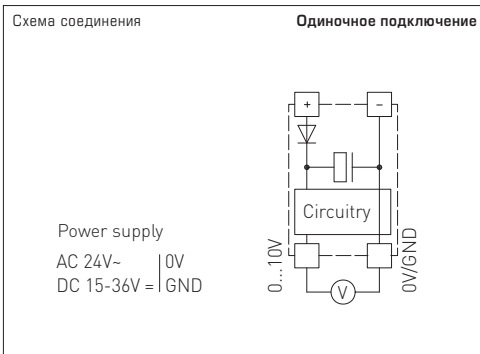 Схема соединения
Одиночное подключение
+ –
Circuitry
Power supply
AC 24V~ | 0V
DC 15-36V = | GND
0...10V
0V/GND
V